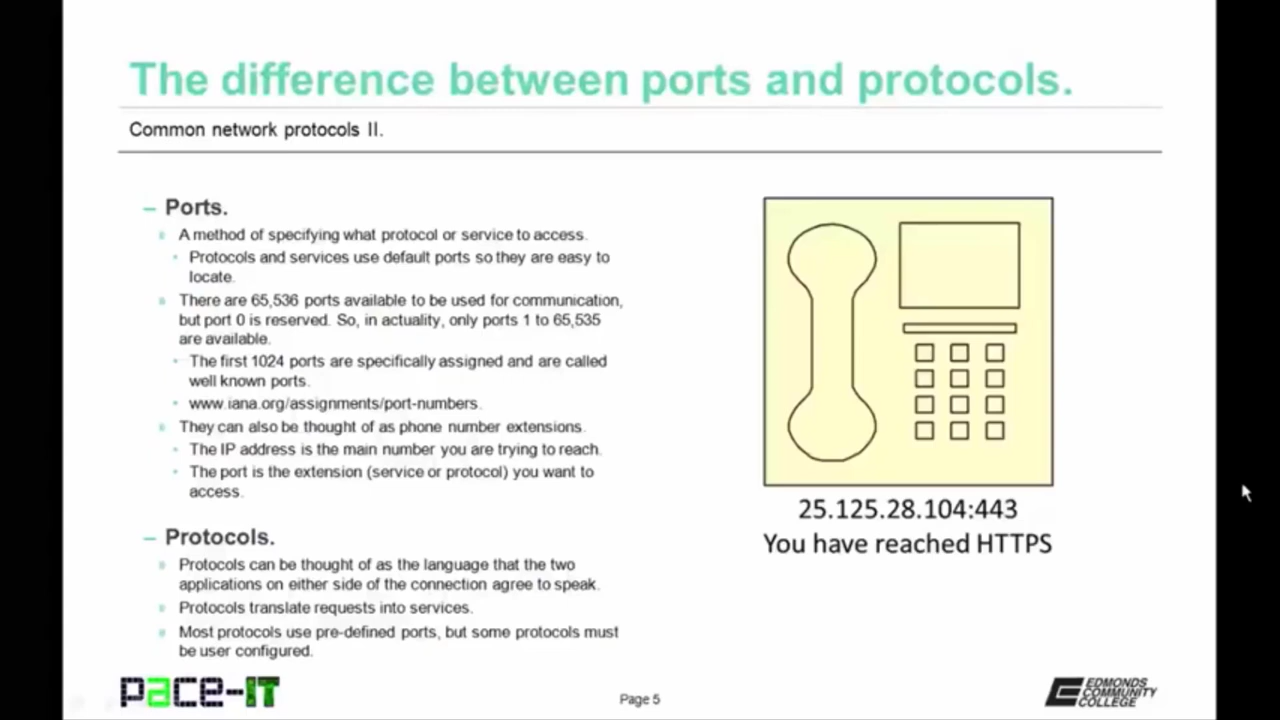 The difference between ports and protocols.
Common network protocols II.
– Ports.
A method of specifying what protocol or service to access.
Protocols and services use default ports so they are easy to
locate.
There are 65,536 ports available to be used for communication,
but port 0 is reserved. So, in actuality, only ports 1 to 65,535
are available.
The first 1024 ports are specifically assigned and are called
well known ports.
www.iana.org/assignments/port-numbers.
They can also be thought of as phone number extensions.
The IP address is the main number you are trying to reach.
The port is the extension (service or protocol) you want to
access.
– Protocols.
Protocols can be thought of as the language that the two
applications on either side of the connection agree to speak.
Protocols translate requests into services.
Most protocols use pre-defined ports, but some protocols must
be user configured.
25.125.28.104:443
You have reached HTTPS
pace-IT
Page 5
EDMONDS
COMMUNITY
COLLEGE